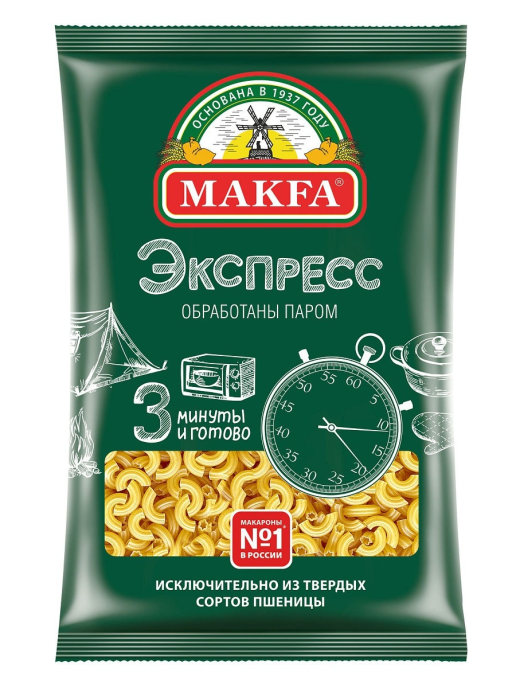 ОСНОВАНА В 1937 ГОДУ
MAKFA®
ЭКСПРЕСС
ОБРАБОТАНЫ ПАРОМ
3 МИНУТЫ
И ГОТОВО
60
55
5
50
10
45
15
40
20
35
30
25
МАКАРОНЫ*
№1
В РОССИИ
ИСКЛЮЧИТЕЛЬНО ИЗ ТВЕРДЫХ
СОРТОВ ПШЕНИЦЫ